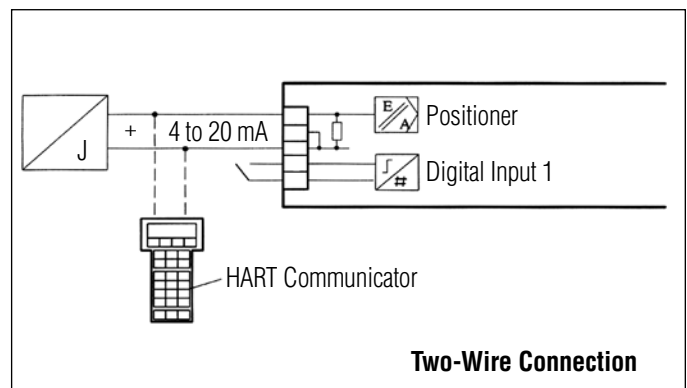 E
A
Positioner
+ 4 to 20 mA
J
#
Digital Input 1
HART Communicator
Two-Wire Connection